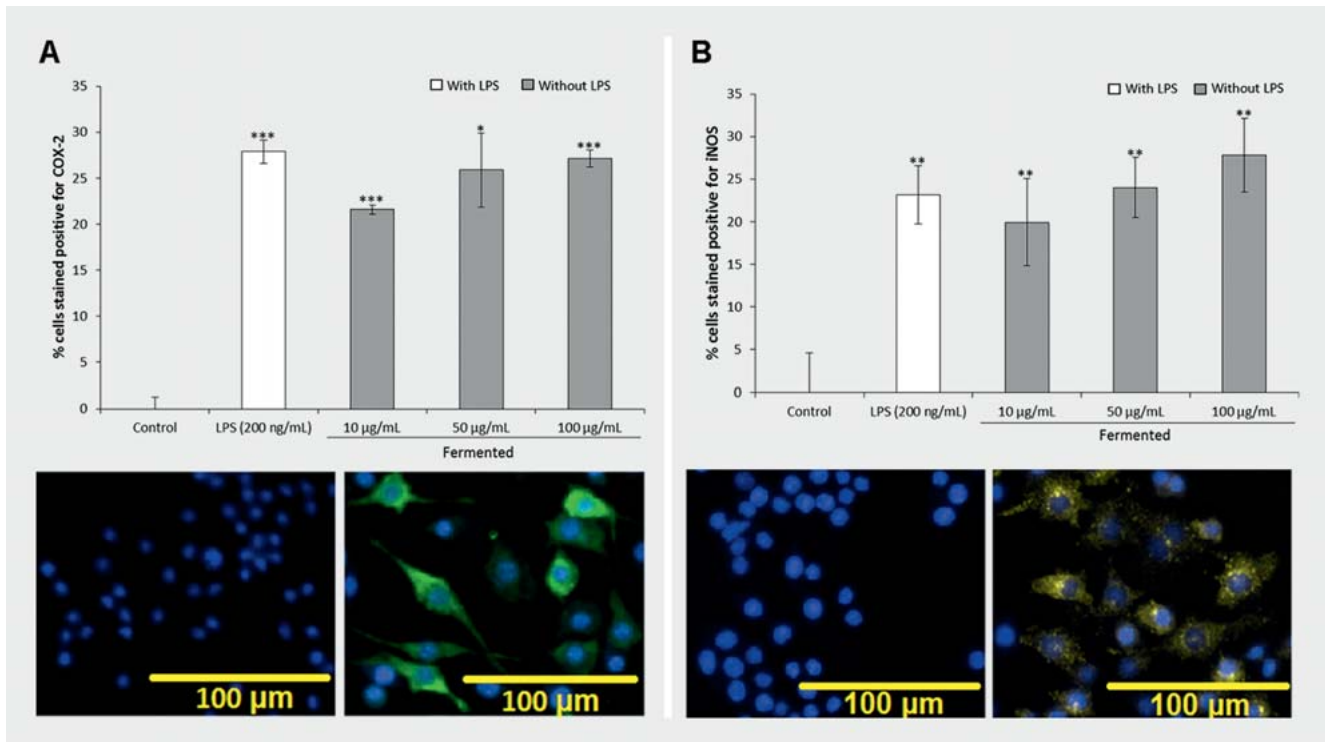 A
% cells stained positive for COX-2
35
30
25
20
15
10
5
0
With LPS Without LPS
***
***
*
***
Control LPS (200 ng/mL) 10 µg/mL 50 µg/mL 100 µg/mL
Fermented
100 µm
100 µm
B
% cells stained positive for iNOS
35
30
25
20
15
10
5
0
With LPS Without LPS
**
**
**
**
Control LPS (200 ng/mL) 10 µg/mL 50 µg/mL 100 µg/mL
Fermented
100 µm
100 µm